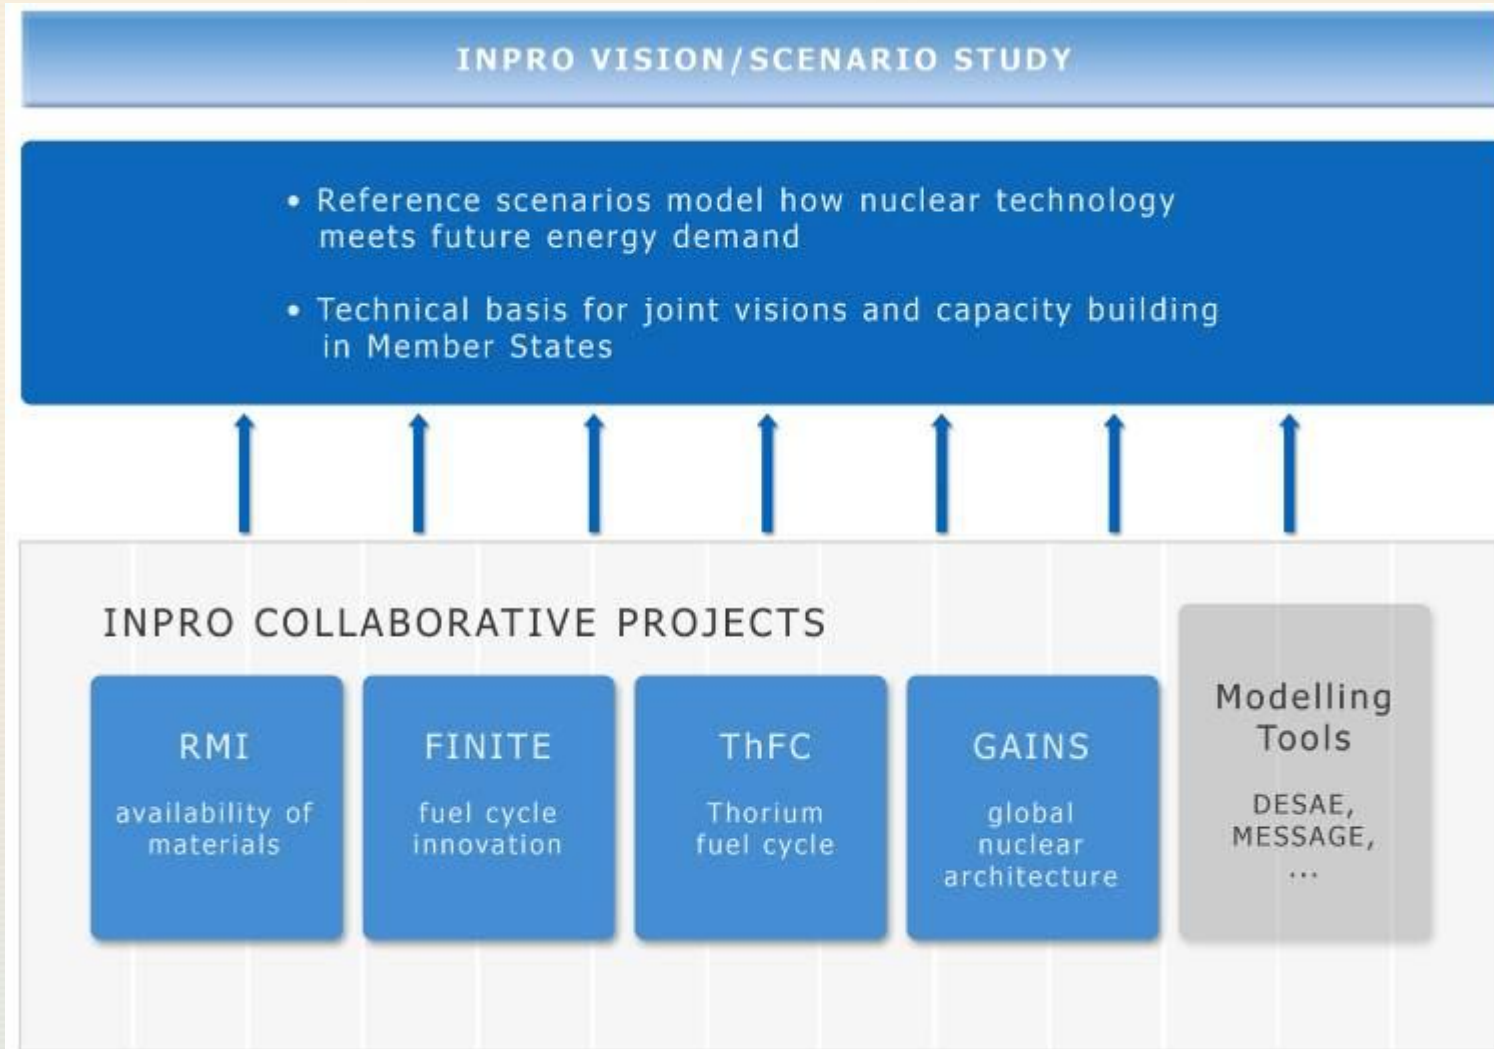 INPRO VISION/SCENARIO STUDY
• Reference scenarios model how nuclear technology
meets future energy demand
• Technical basis for joint visions and capacity building
in Member States
INPRO COLLABORATIVE PROJECTS
RMI
availability of
materials
FINITE
fuel cycle
innovation
ThFC
Thorium
fuel cycle
GAINS
global
nuclear
architecture
Modelling
Tools
DESAE,
MESSAGE,
...